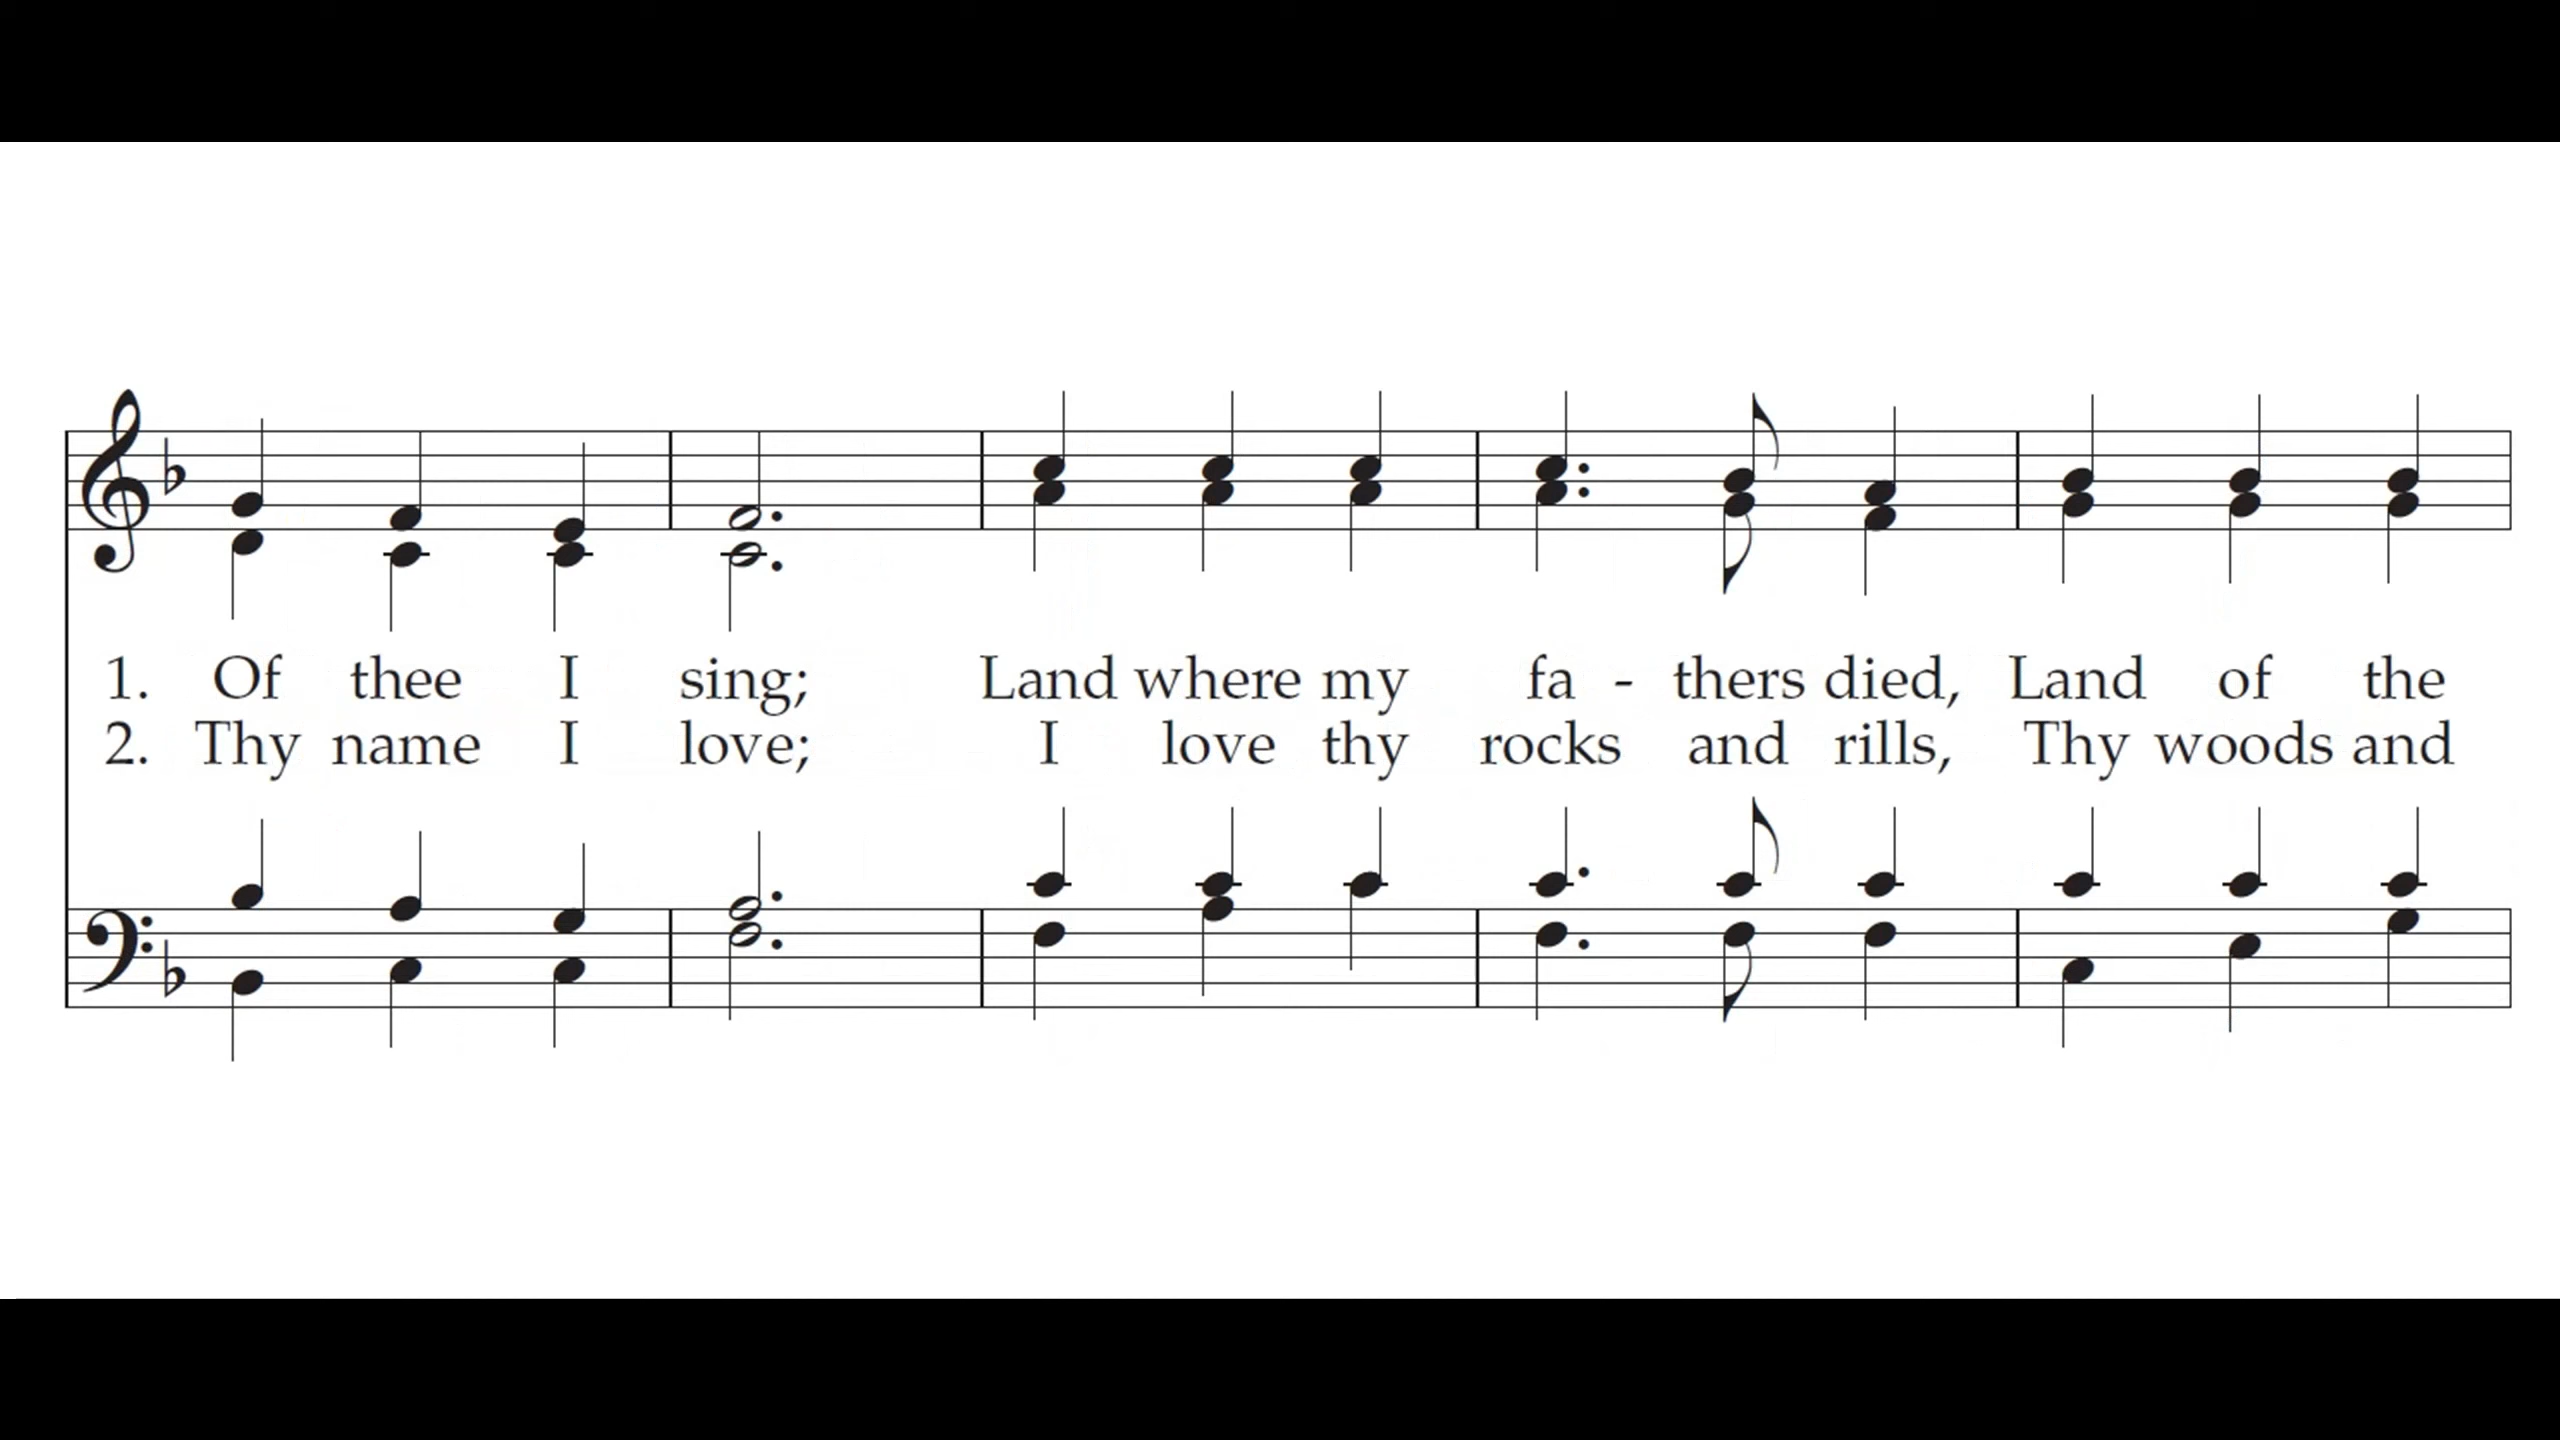 1. Of thee I sing; Land where my fa - thers died, Land of the
2. Thy name I love; I love thy rocks and rills, Thy woods and